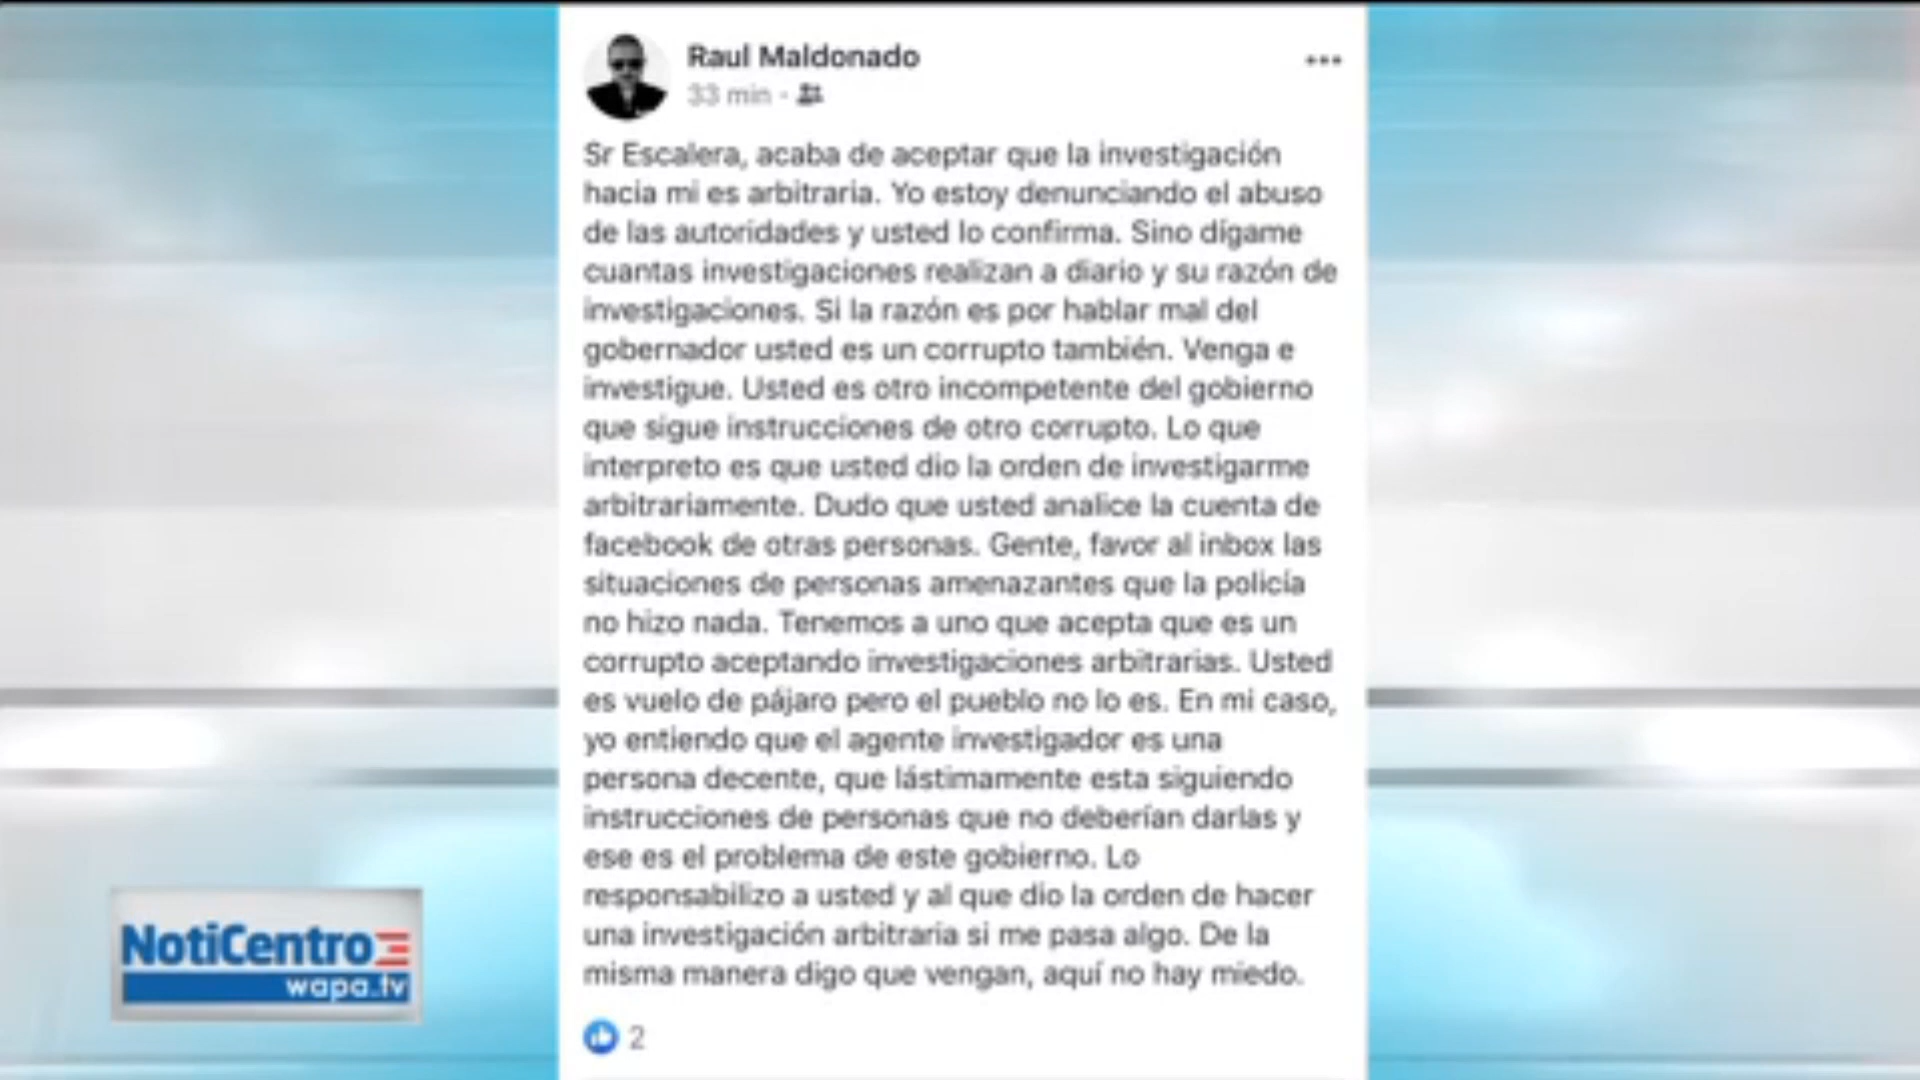 Raul Maldonado
33 min ·
Sr Escalera, acaba de aceptar que la investigación
hacia mi es arbitraria. Yo estoy denunciando el abuso
de las autoridades y usted lo confirma. Sino dígame
cuantas investigaciones realizan a diario y su razón de
investigaciones. Si la razón es por hablar mal del
gobernador usted es un corrupto también. Venga e
investigue. Usted es otro incompetente del gobierno
que sigue instrucciones de otro corrupto. Lo que
interpreto es que usted dio la orden de investigarme
arbitrariamente. Dudo que usted analice la cuenta de
facebook de otras personas. Gente, favor al inbox las
situaciones de personas amenazantes que la policía
no hizo nada. Tenemos a uno que acepta que es un
corrupto aceptando investigaciones arbitrarias. Usted
es vuelo de pájaro pero el pueblo no lo es. En mi caso,
yo entiendo que el agente investigador es una
persona decente, que lástimamente esta siguiendo
instrucciones de personas que no deberían darlas y
ese es el problema de este gobierno. Lo
responsabilizo a usted y al que dio la orden de hacer
una investigación arbitraria si me pasa algo. De la
misma manera digo que vengan, aquí no hay miedo.
2
NotiCentro
wapa.tv